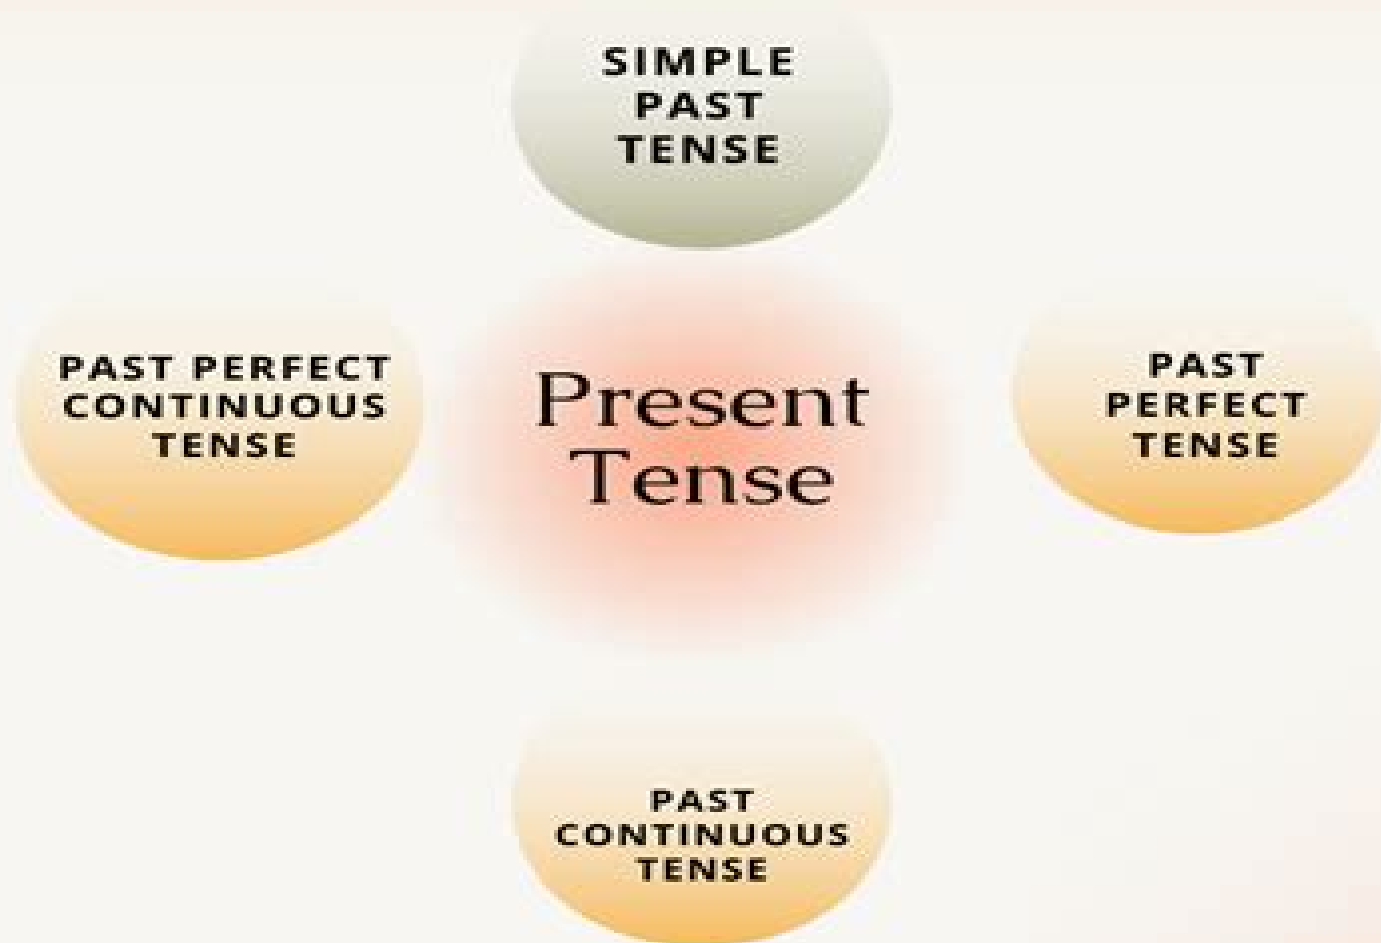 SIMPLE
PAST
TENSE
PAST PERFECT
CONTINUOUS
TENSE
Present
Tense
PAST
PERFECT
TENSE
PAST
CONTINUOUS
TENSE